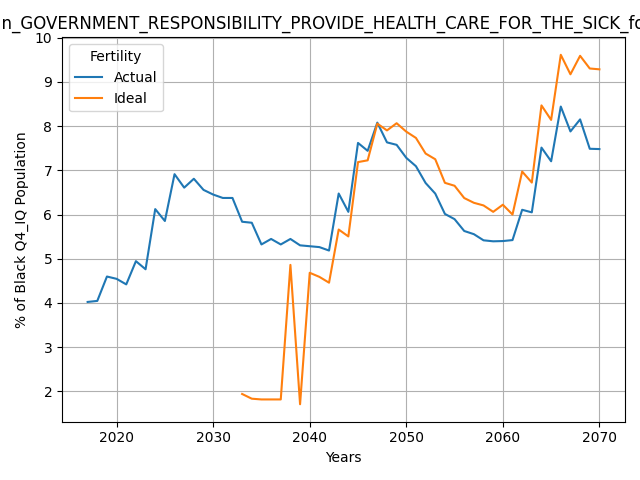 n_GOVERNMENT_RESPONSIBILITY_PROVIDE_HEALTH_CARE_FOR_THE_SICK_fo
Fertility
Actual
Ideal
% of Black Q4_IQ Population
10
9
8
7
6
5
4
3
2
2020 2030 2040 2050 2060 2070
Years